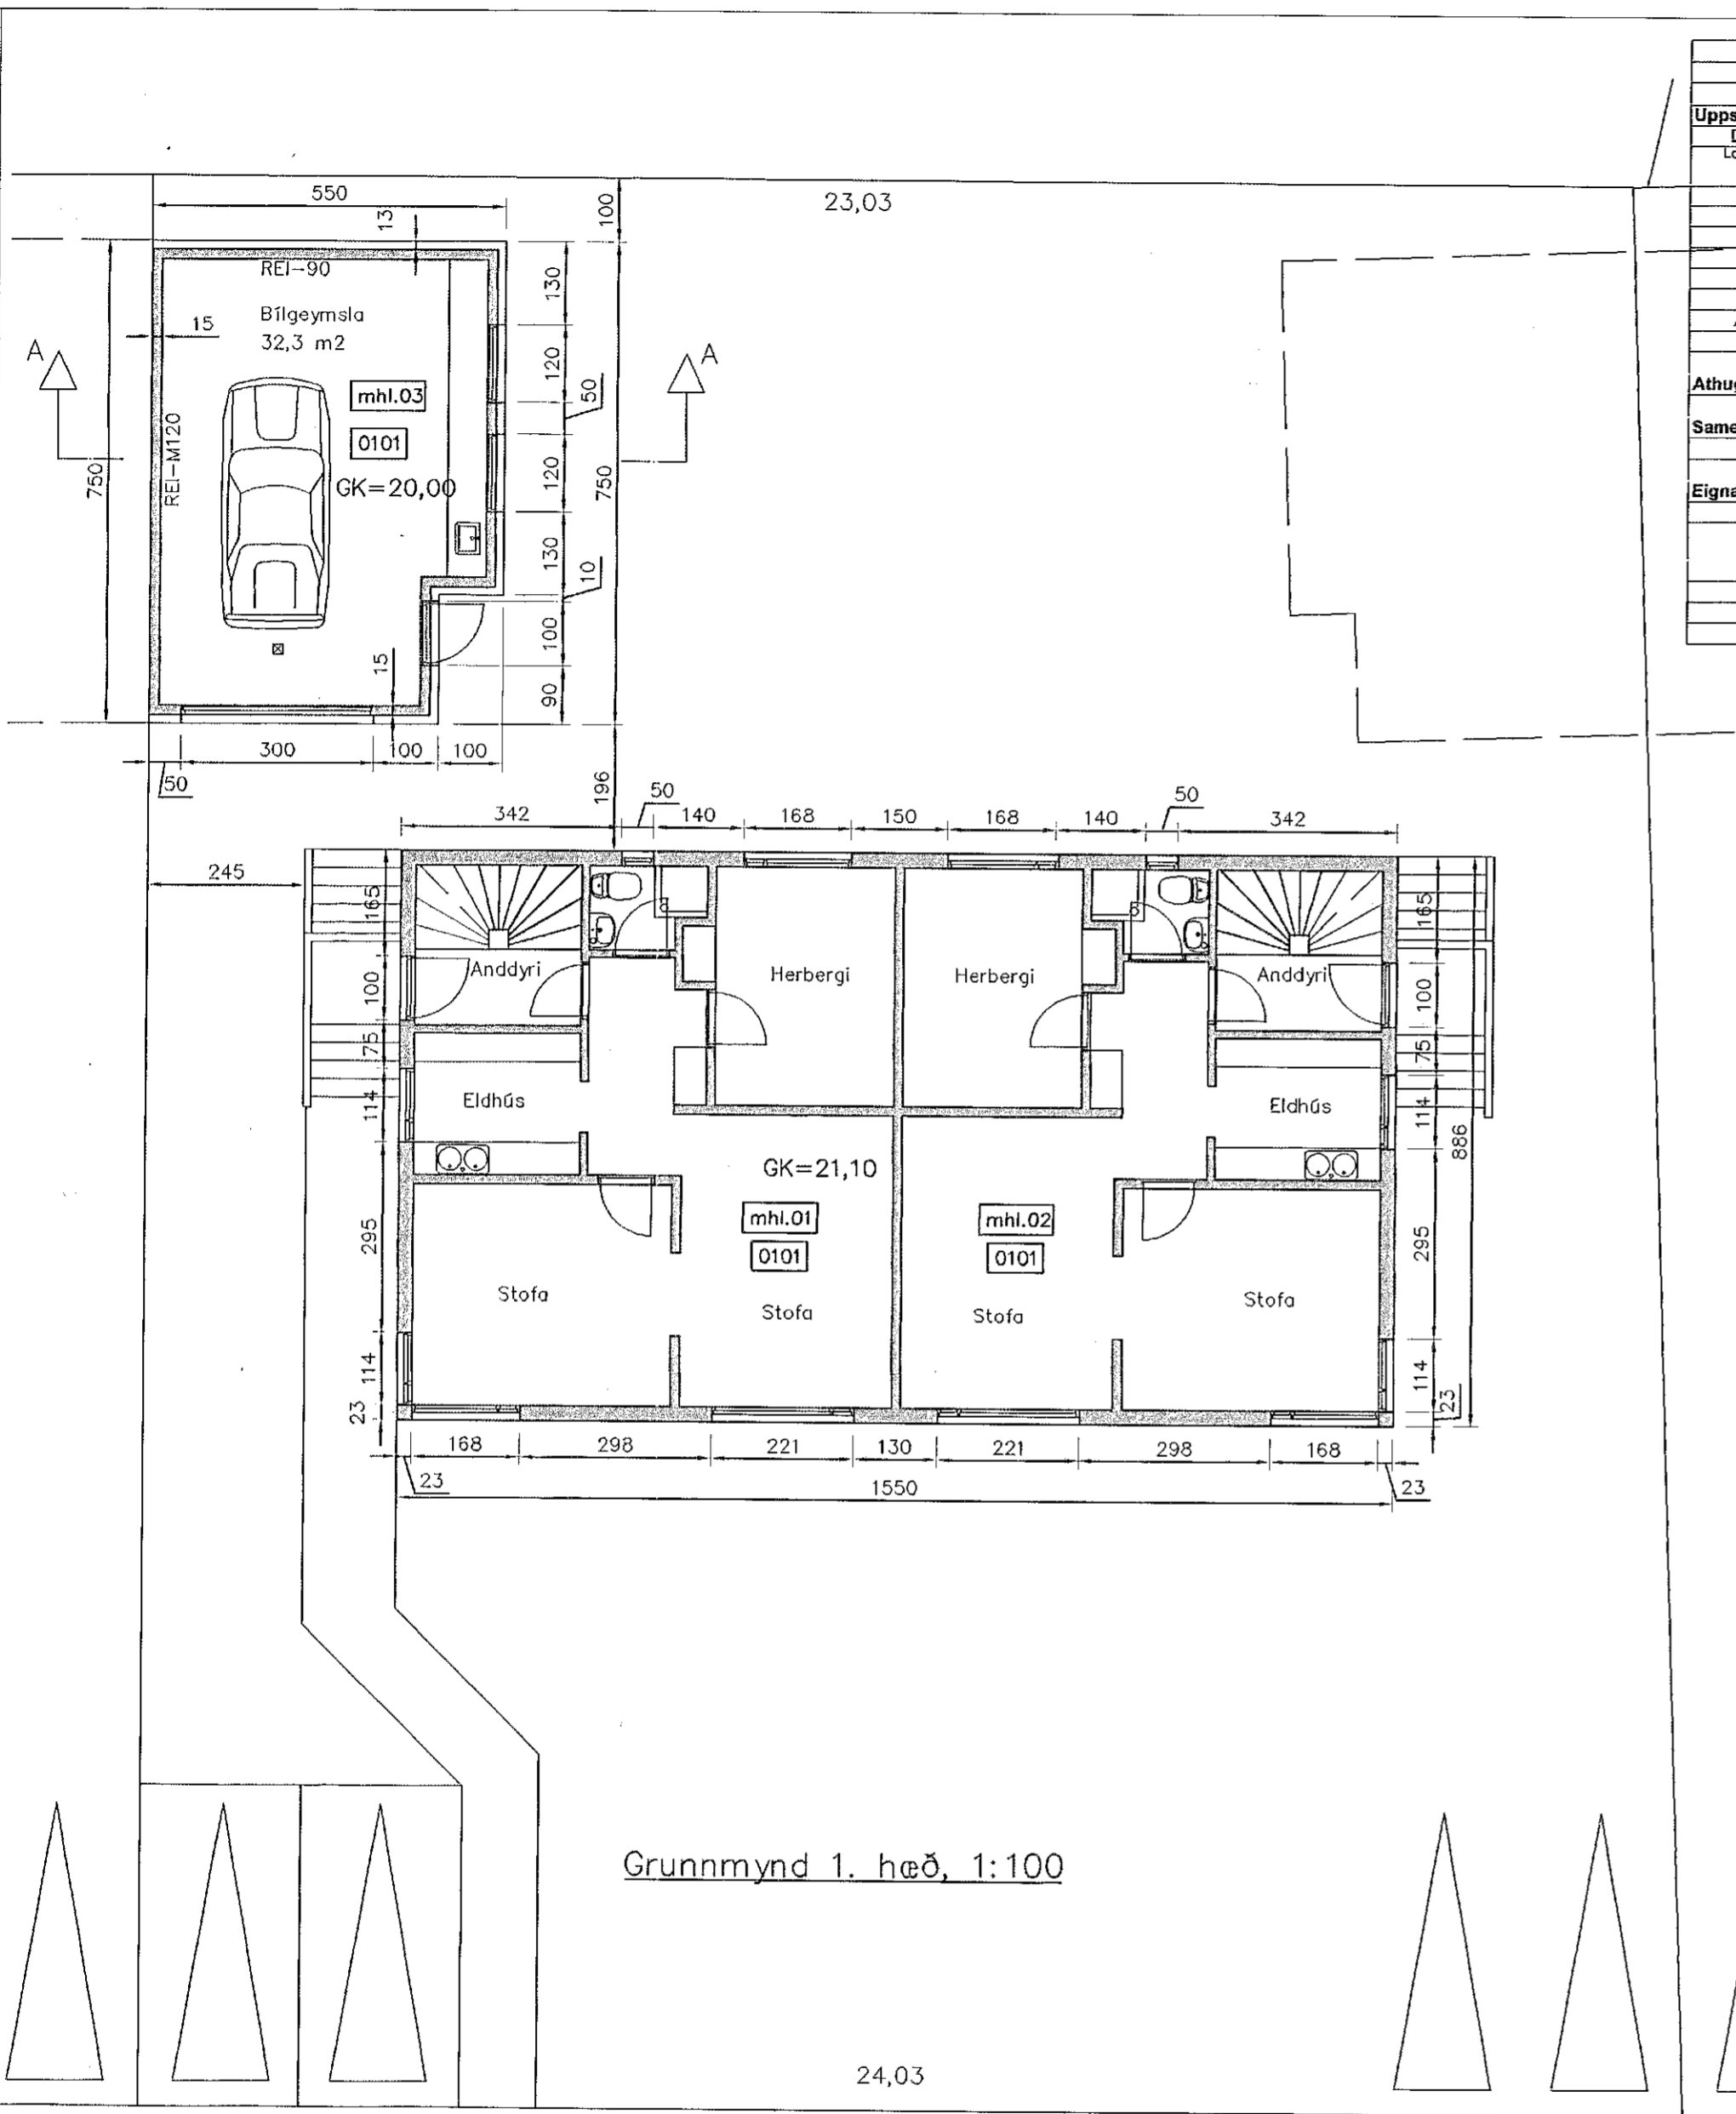 Upps
550
23,03
13
100
REI-90
Bílgeymsla
32,3 m2
15
A
A
mhl.03
0101
GK=20,00
REI-M120
750
130
120
50
120
750
130
10
100
90
15
300
100
100
50
196
Athug
Same
Eigna
342
50
140
168
150
168
140
50
342
245
165
165
Anddyri
Herbergi
Herbergi
Anddyri
100
100
75
75
Eldhús
Eldhús
114
114
886
GK=21,10
mhl.01
0101
mhl.02
0101
295
295
Stofa
Stofa
Stofa
Stofa
114
114
23
23
168
298
221
130
221
298
168
23
1550
23
Grunnmynd 1. hæð, 1:100
24,03